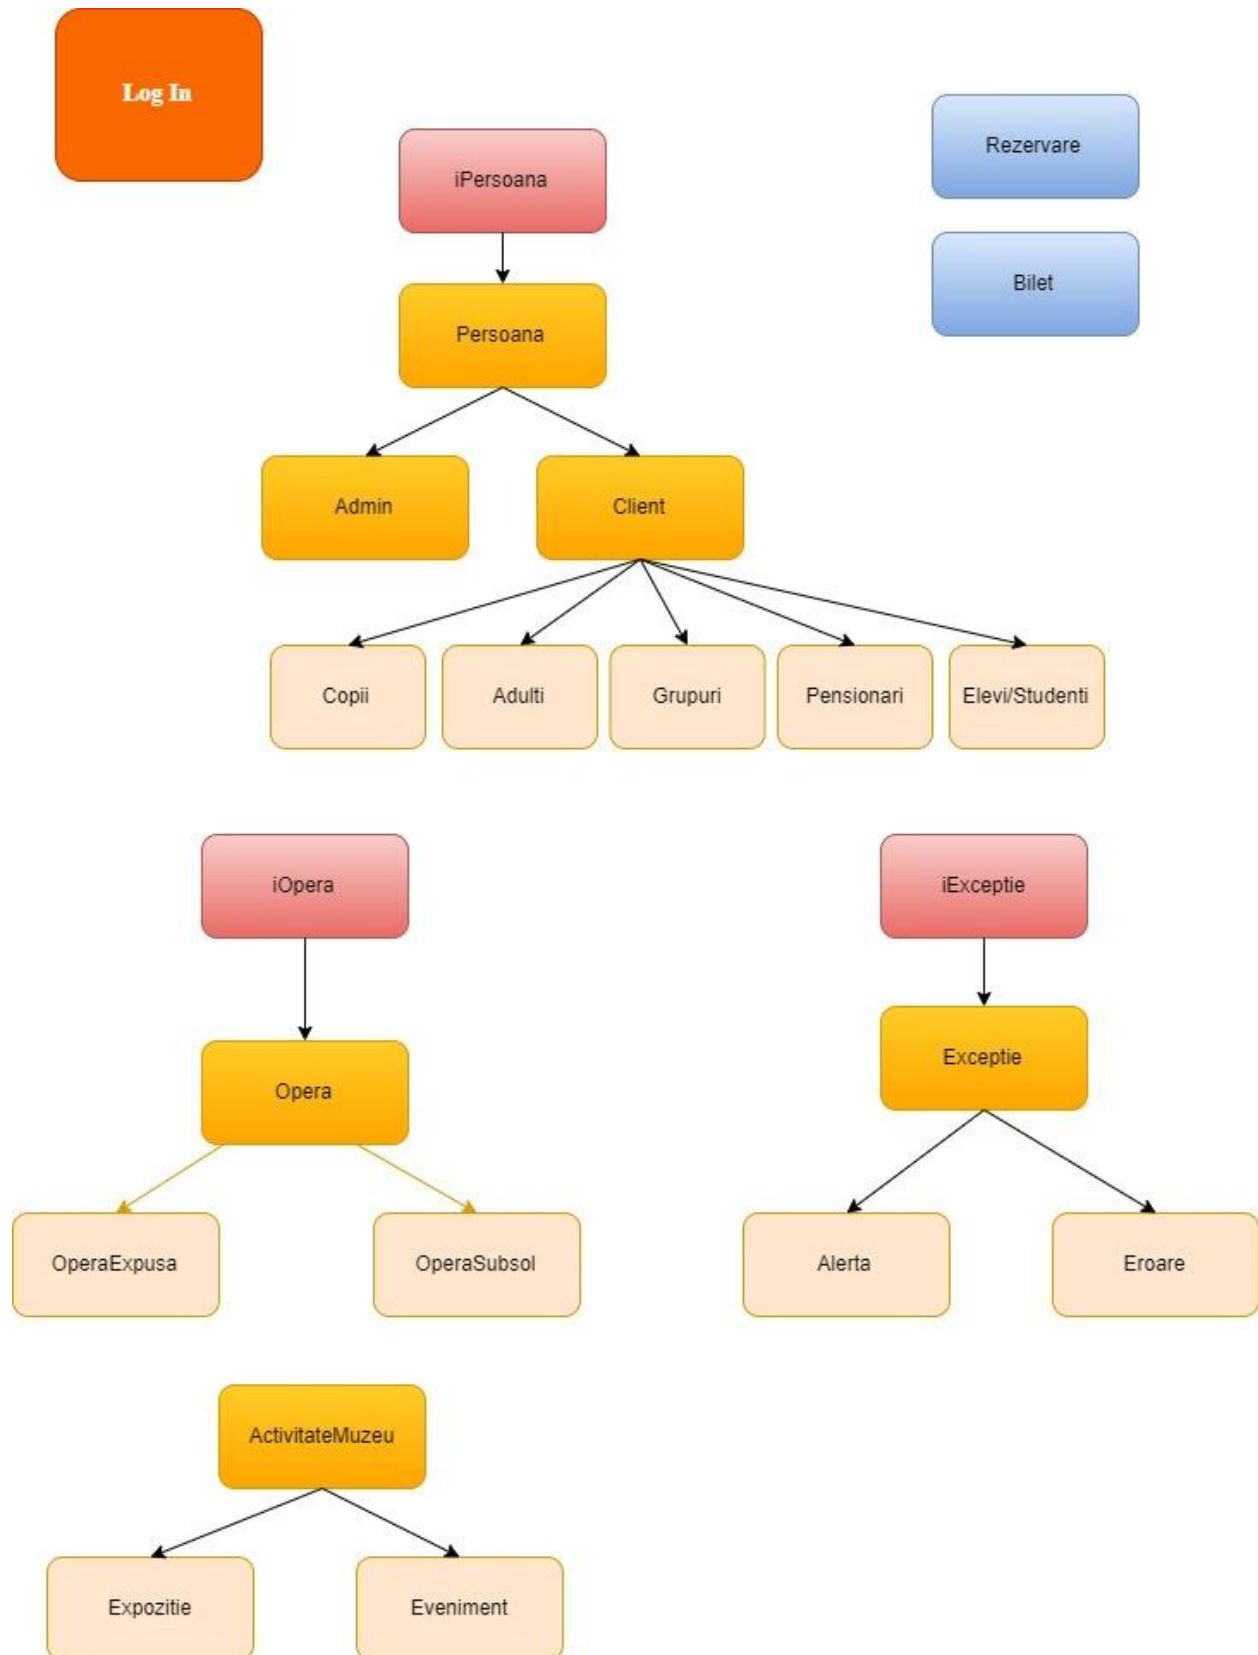 Log In
Rezervare
iPersoana
Bilet
Persoana
Admin
Client
Copii
Adulti
Grupuri
Pensionari
Elevi/Studenti
iOpera
iExceptie
Exceptie
Opera
OperaExpusa
OperaSubsol
Alerta
Eroare
ActivitateMuzeu
Expozitie
Eveniment